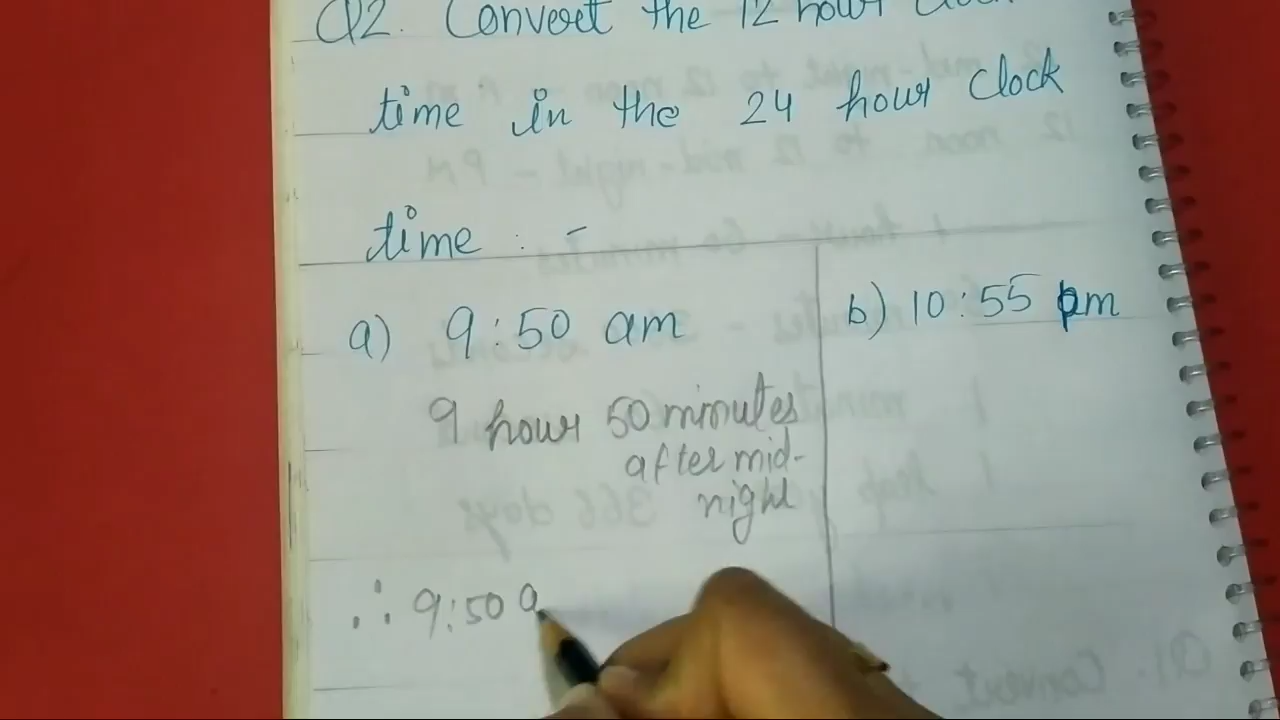 Q2. Convert the 12 hour Clock
time in the 24 hour Clock
time : -
a) 9:50 am
9 hour 50 minutes
after mid-
night
∴ 9:50 a
b) 10:55 pm